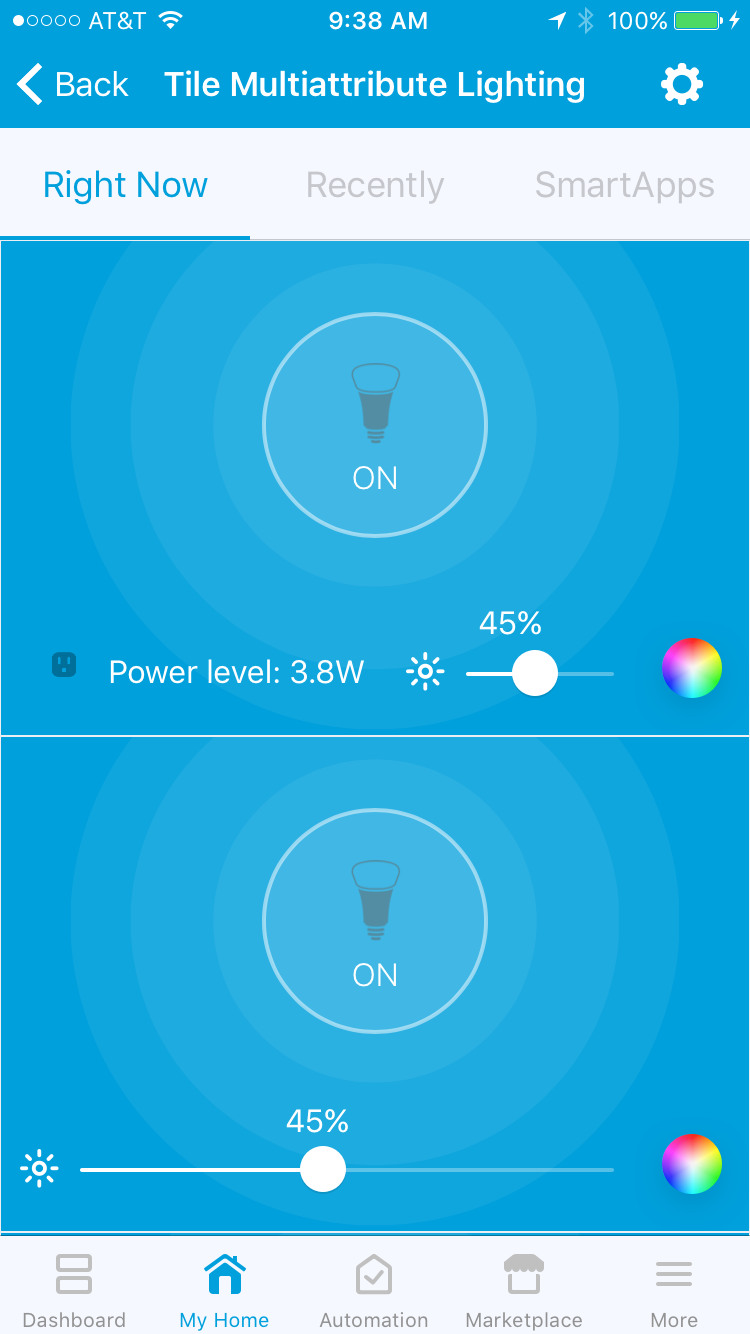 AT&T 9:38 AM 100%
Back Tile Multiattribute Lighting
Right Now Recently SmartApps
ON
45%
Power level: 3.8W
ON
45%
Dashboard My Home Automation Marketplace More